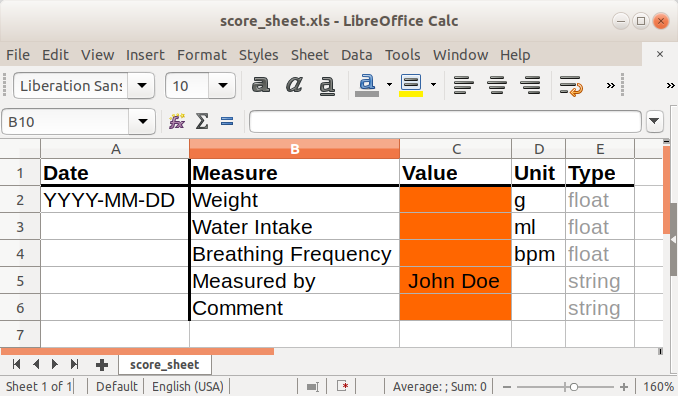 score_sheet.xls - LibreOffice Calc
File Edit View Insert Format Styles Sheet Data Tools Window Help ×
Liberation Sans 10 a a a a »  »
B10 fx Σ =
A B C D E
1 Date Measure Value Unit Type
2 YYYY-MM-DD Weight g float
3 Water Intake ml float
4 Breathing Frequency bpm float
5 Measured by John Doe string
6 Comment string
7
score_sheet
Sheet 1 of 1 Default English (USA) Average: ; Sum: 0 160%